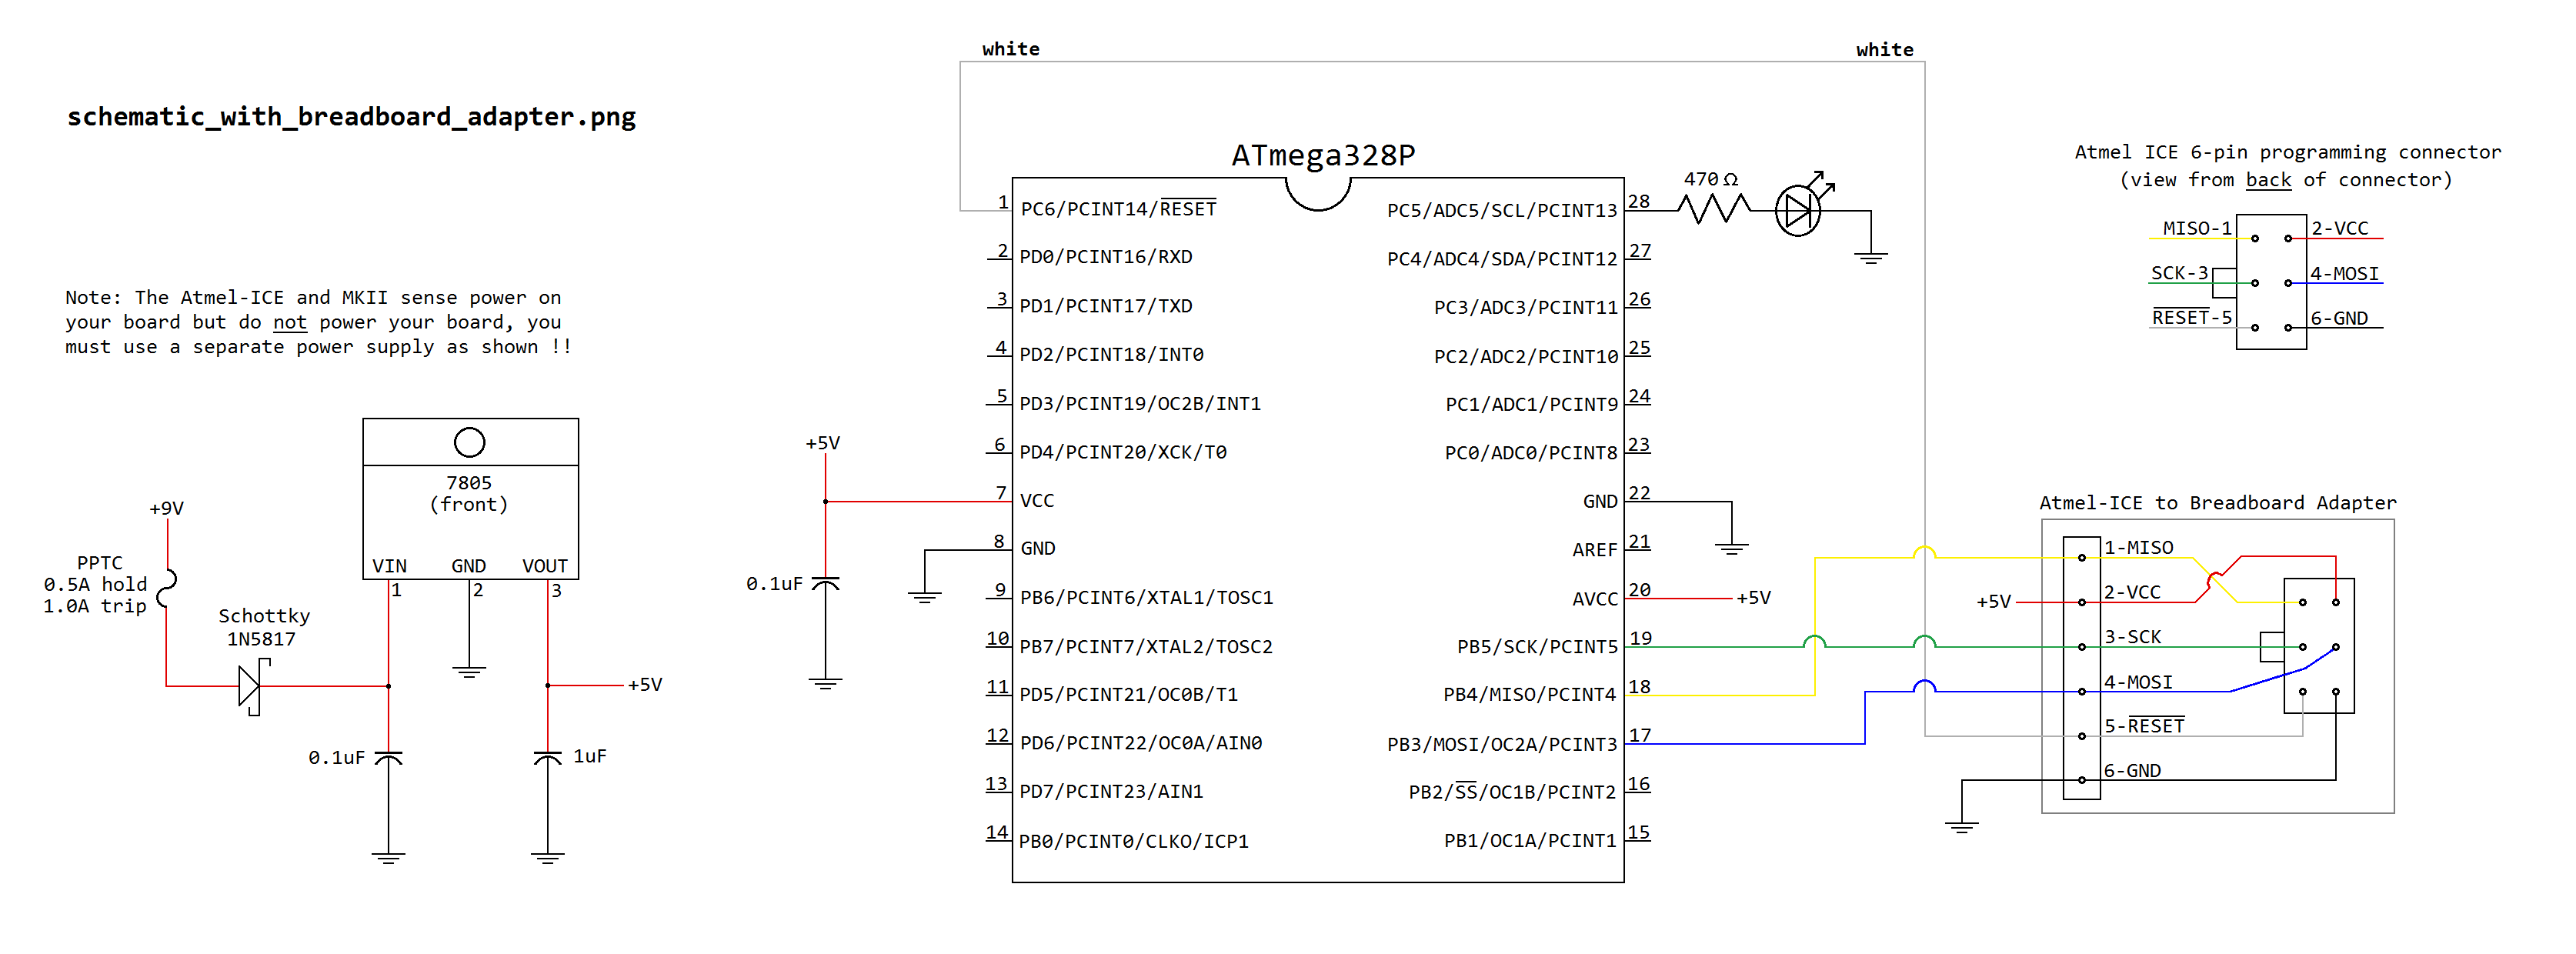 white
white
schematic_with_breadboard_adapter.png
Note: The Atmel-ICE and MKII sense power on
your board but do not power your board, you
must use a separate power supply as shown !!
+9V
PPTC
0.5A hold
1.0A trip
Schottky
1N5817
7805
(front)
VIN
GND
VOUT
1
2
3
+5V
0.1uF
1uF
+5V
0.1uF
ATmega328P
1
PC6/PCINT14/RESET
2
PD0/PCINT16/RXD
3
PD1/PCINT17/TXD
4
PD2/PCINT18/INT0
5
PD3/PCINT19/OC2B/INT1
6
PD4/PCINT20/XCK/T0
7
VCC
8
GND
9
PB6/PCINT6/XTAL1/TOSC1
10
PB7/PCINT7/XTAL2/TOSC2
11
PD5/PCINT21/OC0B/T1
12
PD6/PCINT22/OC0A/AIN0
13
PD7/PCINT23/AIN1
14
PB0/PCINT0/CLKO/ICP1
PC5/ADC5/SCL/PCINT13
28
PC4/ADC4/SDA/PCINT12
27
PC3/ADC3/PCINT11
26
PC2/ADC2/PCINT10
25
PC1/ADC1/PCINT9
24
PC0/ADC0/PCINT8
23
GND
22
AREF
21
AVCC
20
+5V
PB5/SCK/PCINT5
19
PB4/MISO/PCINT4
18
PB3/MOSI/OC2A/PCINT3
17
PB2/SS/OC1B/PCINT2
16
PB1/OC1A/PCINT1
15
470 Ω
Atmel ICE 6-pin programming connector
(view from back of connector)
MISO-1
2-VCC
SCK-3
4-MOSI
RESET-5
6-GND
Atmel-ICE to Breadboard Adapter
1-MISO
+5V
2-VCC
3-SCK
4-MOSI
5-RESET
6-GND